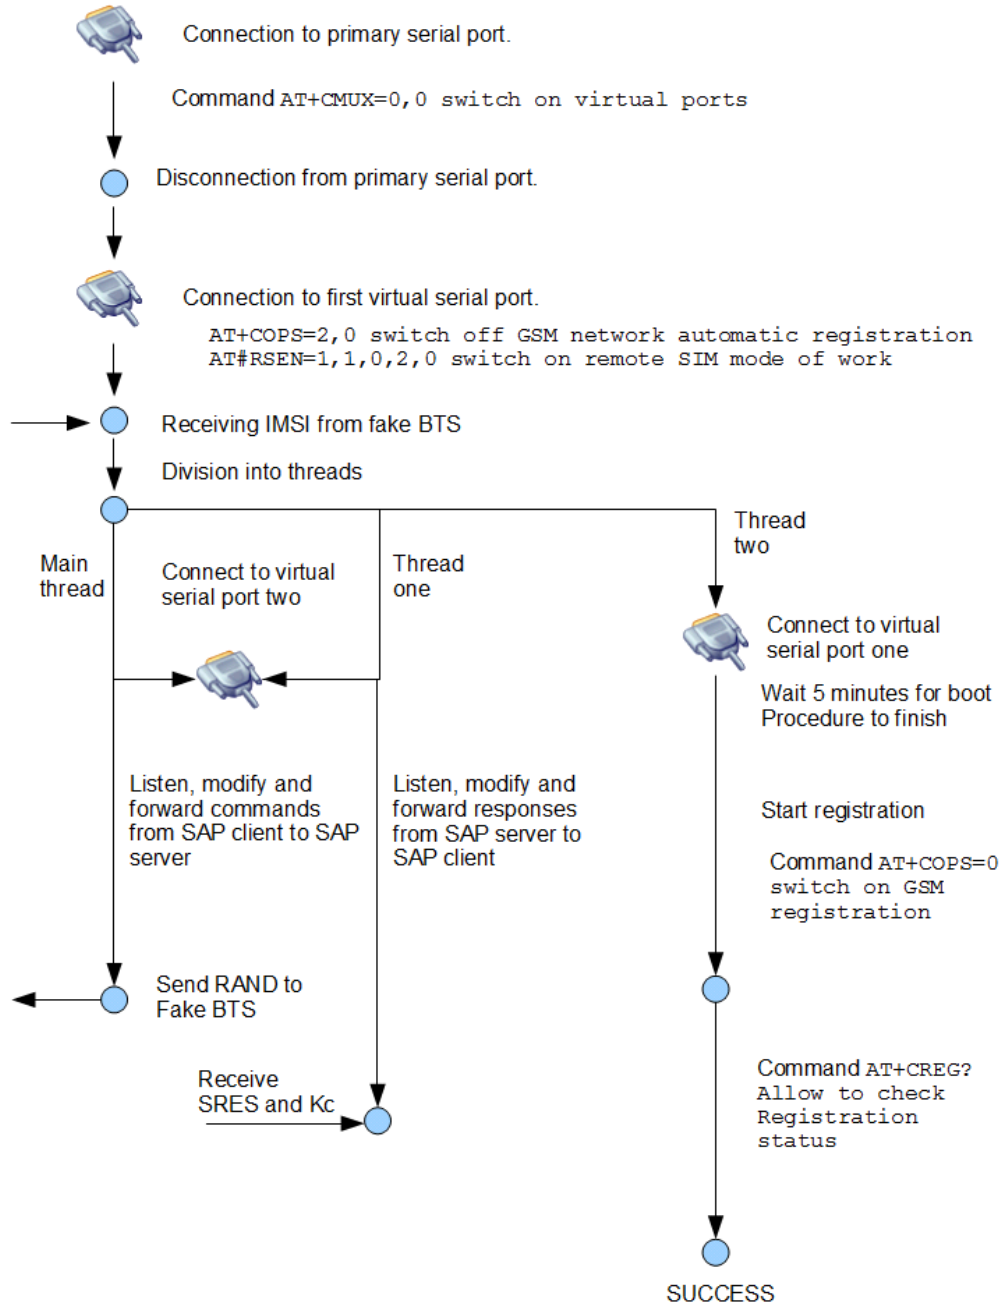 Connection to primary serial port.
Command AT+CMUX=0,0 switch on virtual ports
Disconnection from primary serial port.
Connection to first virtual serial port.
AT+COPS=2,0 switch off GSM network automatic registration
AT#RSEN=1,1,0,2,0 switch on remote SIM mode of work
Receiving IMSI from fake BTS
Division into threads
Main
thread
Connect to virtual
serial port two
Thread
one
Thread
two
Connect to virtual
serial port one
Wait 5 minutes for boot
Procedure to finish
Listen, modify and
forward commands
from SAP client to SAP
server
Listen, modify and
forward responses
from SAP server to
SAP client
Start registration
Command AT+COPS=0
switch on GSM
registration
Send RAND to
Fake BTS
Receive
SRES and Kc
Command AT+CREG?
Allow to check
Registration
status
SUCCESS